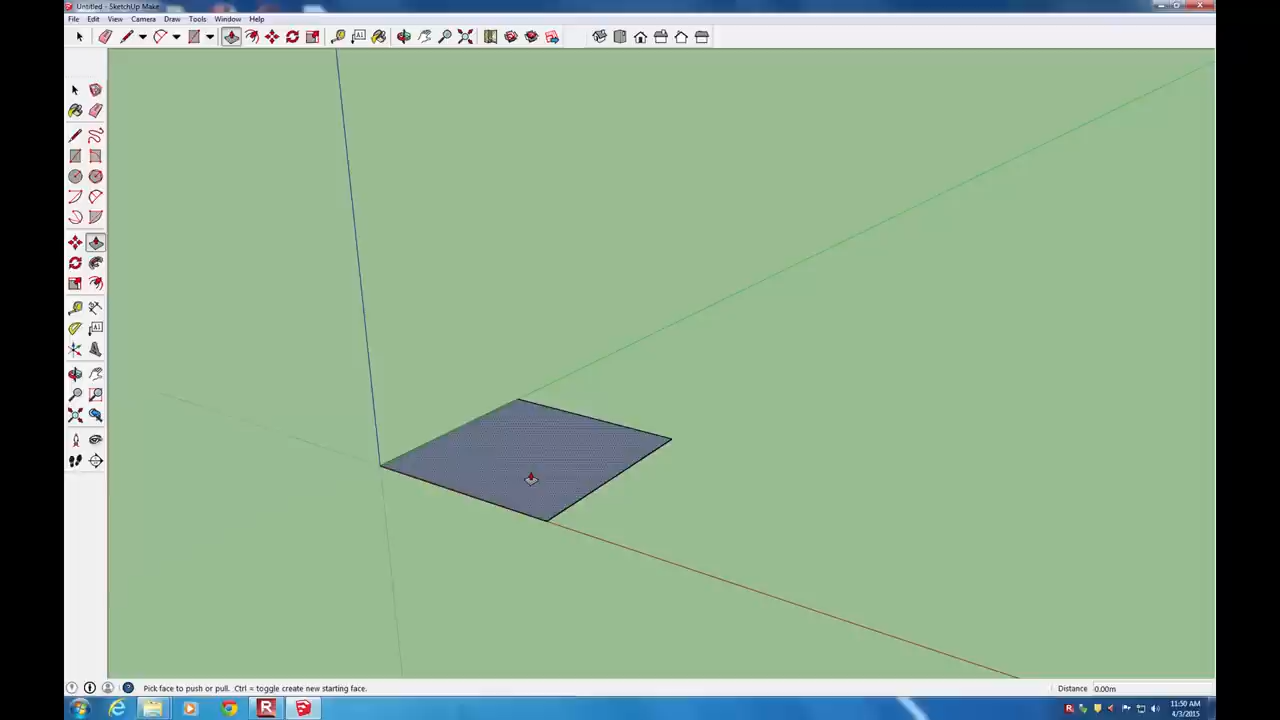 Untitled - SketchUp Make
File Edit View Camera Draw Tools Window Help
Pick face to push or pull. Ctrl = toggle create new starting face.
Distance 0.00m
11:50 AM
4/3/2015